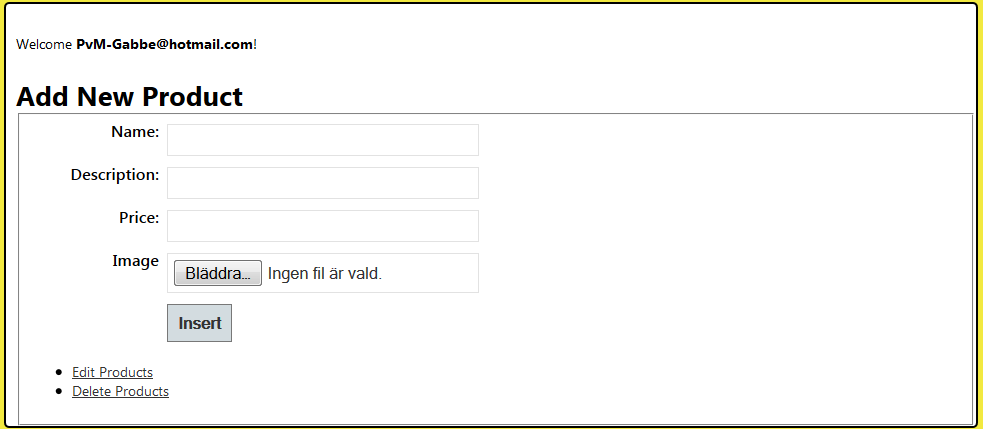 Welcome PvM-Gabbe@hotmail.com!
Add New Product
Name:
Description:
Price:
Image Bläddra... Ingen fil är vald.
Insert
Edit Products
Delete Products